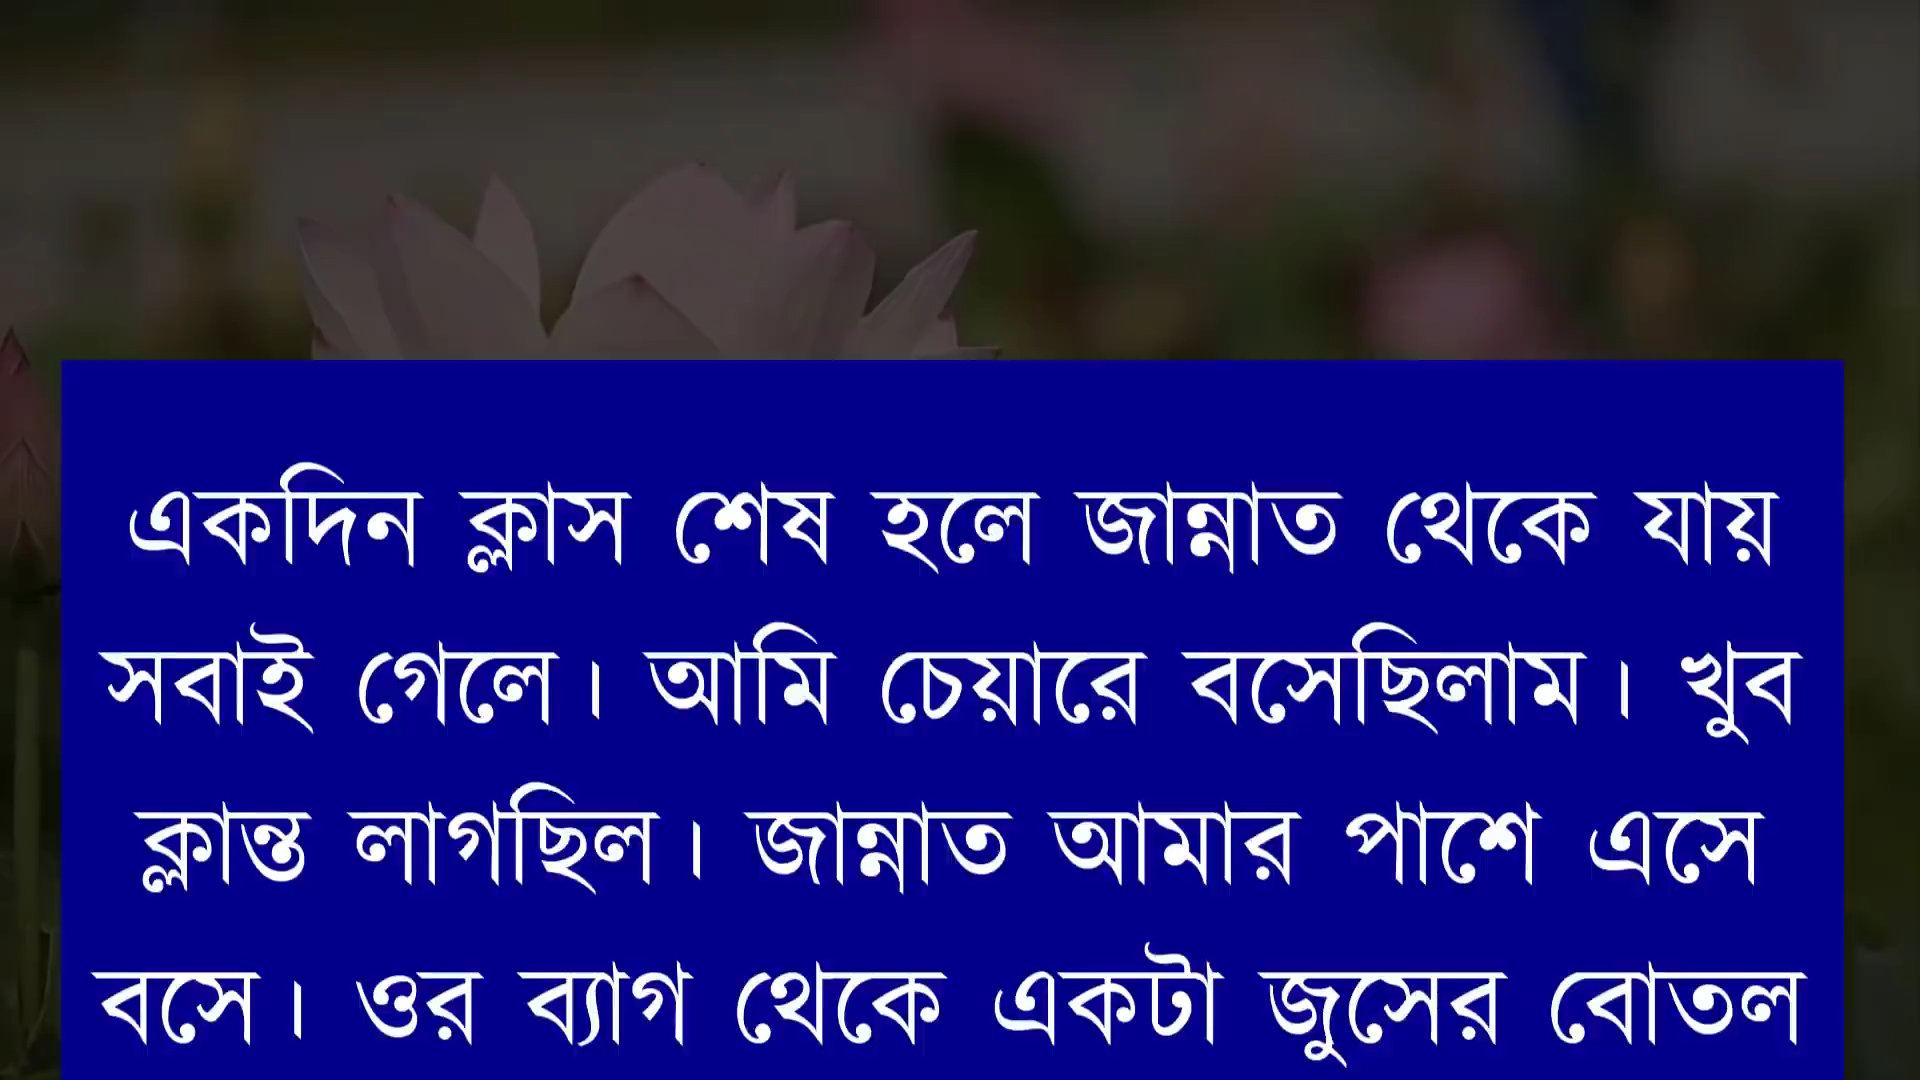 একদিন ক্লাস শেষ হলে জান্নাত থেকে যায়
সবাই গেলে। আমি চেয়ারে বসেছিলাম। খুব
ক্লান্ত লাগছিল। জান্নাত আমার পাশে এসে
বসে। ওর ব্যাগ থেকে একটা জুসের বোতল